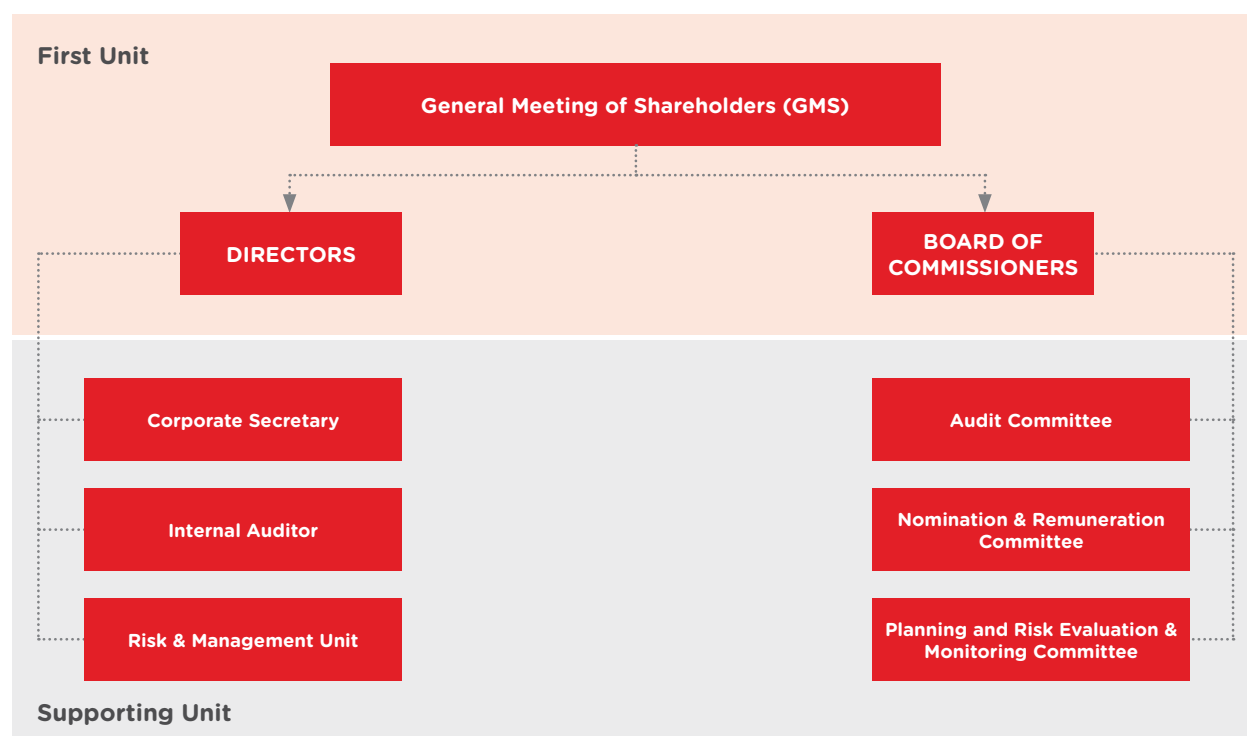 First Unit
General Meeting of Shareholders (GMS)
DIRECTORS
BOARD OF
COMMISSIONERS
Corporate Secretary
Audit Committee
Internal Auditor
Nomination & Remuneration
Committee
Risk & Management Unit
Planning and Risk Evaluation &
Monitoring Committee
Supporting Unit